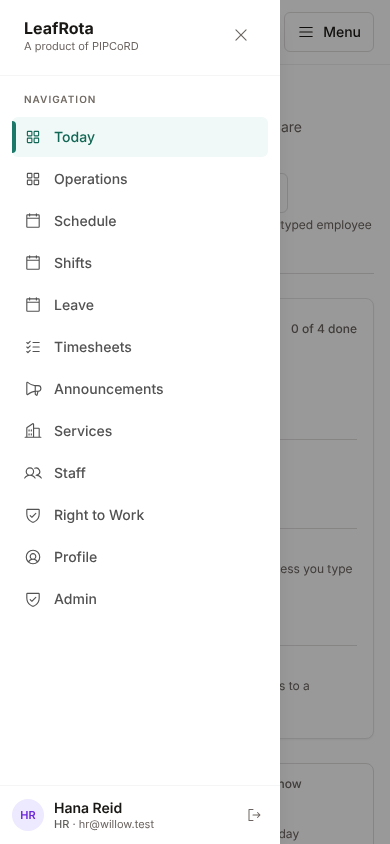 LeafRota
A product of PIPCoRD
Menu
NAVIGATION
are
Today
Operations
typed employee
Schedule
Shifts
Leave
0 of 4 done
Timesheets
Announcements
Services
Staff
Right to Work
Profile
ess you type
Admin
s to a
now
Hana Reid
HR · hr@willow.test
HR
day